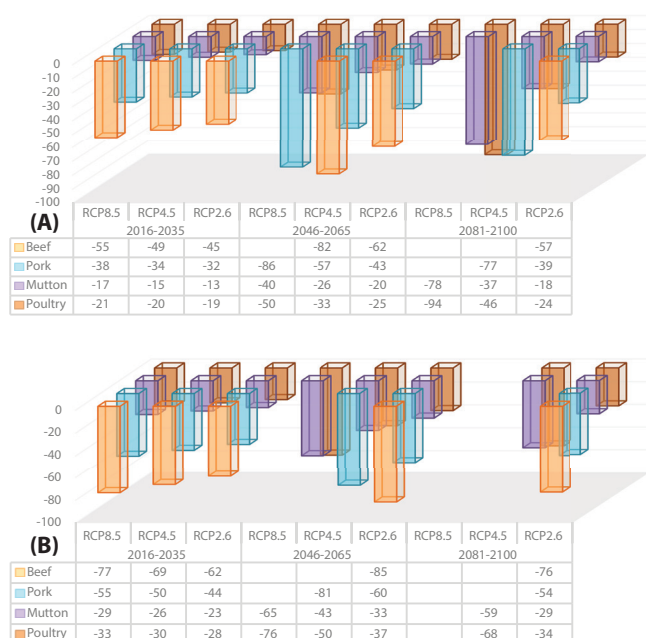 0
-10
-20
-30
-40
-50
-60
-70
-80
-90
-100
(A)
RCP8.5 RCP4.5 RCP2.6 RCP8.5 RCP4.5 RCP2.6 RCP8.5 RCP4.5 RCP2.6
2016-2035 2046-2065 2081-2100
Beef -55 -49 -45 -82 -62 -57
Pork -38 -34 -32 -86 -57 -43 -77 -39
Mutton -17 -15 -13 -40 -26 -20 -78 -37 -18
Poultry -21 -20 -19 -50 -33 -25 -94 -46 -24
0
-20
-40
-60
-80
-100
(B)
RCP8.5 RCP4.5 RCP2.6 RCP8.5 RCP4.5 RCP2.6 RCP8.5 RCP4.5 RCP2.6
2016-2035 2046-2065 2081-2100
Beef -77 -69 -62 -85 -76
Pork -55 -50 -44 -81 -60 -54
Mutton -29 -26 -23 -65 -43 -33 -59 -29
Poultry -33 -30 -28 -76 -50 -37 -68 -34